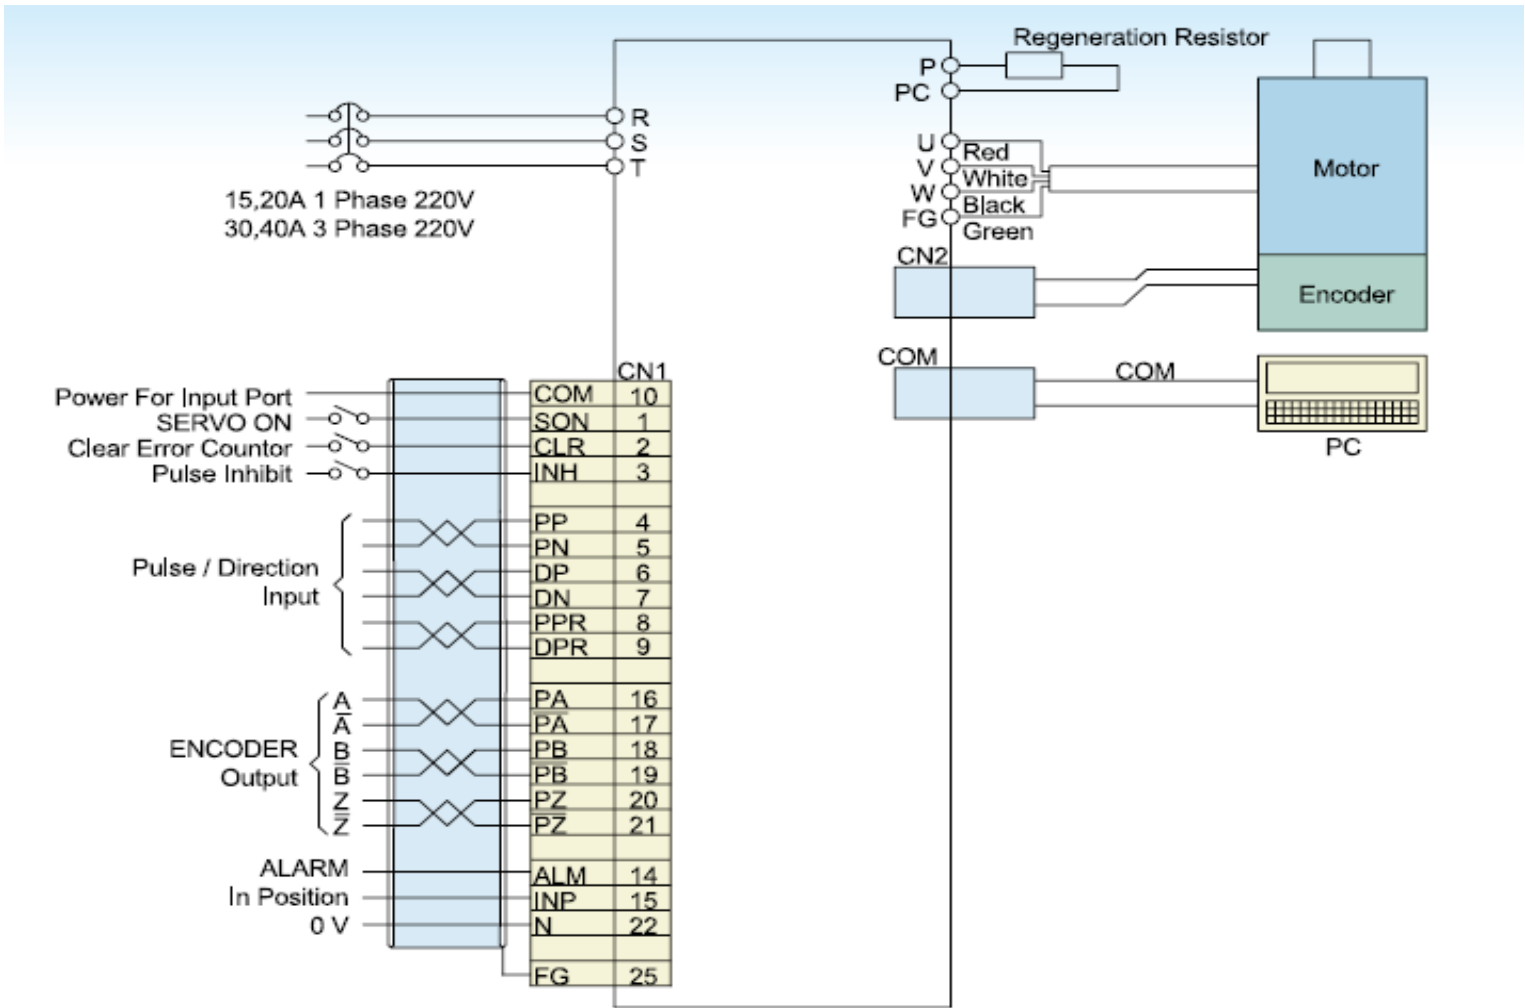 Regeneration Resistor
P
PC
R
S
T
15,20A 1 Phase 220V
30,40A 3 Phase 220V
U
Red
V
White
W
Black
FG
Green
Motor
CN2
Encoder
COM
COM
PC
CN1
Power For Input Port COM 10
SERVO ON SON 1
Clear Error Countor CLR 2
Pulse Inhibit INH 3
Pulse / Direction
Input
PP 4
PN 5
DP 6
DN 7
PPR 8
DPR 9
ENCODER
Output
A PA 16
A̅ P̅A̅ 17
B PB 18
B̅ P̅B̅ 19
Z PZ 20
Z̅ P̅Z̅ 21
ALARM ALM 14
In Position INP 15
0 V N 22
FG 25